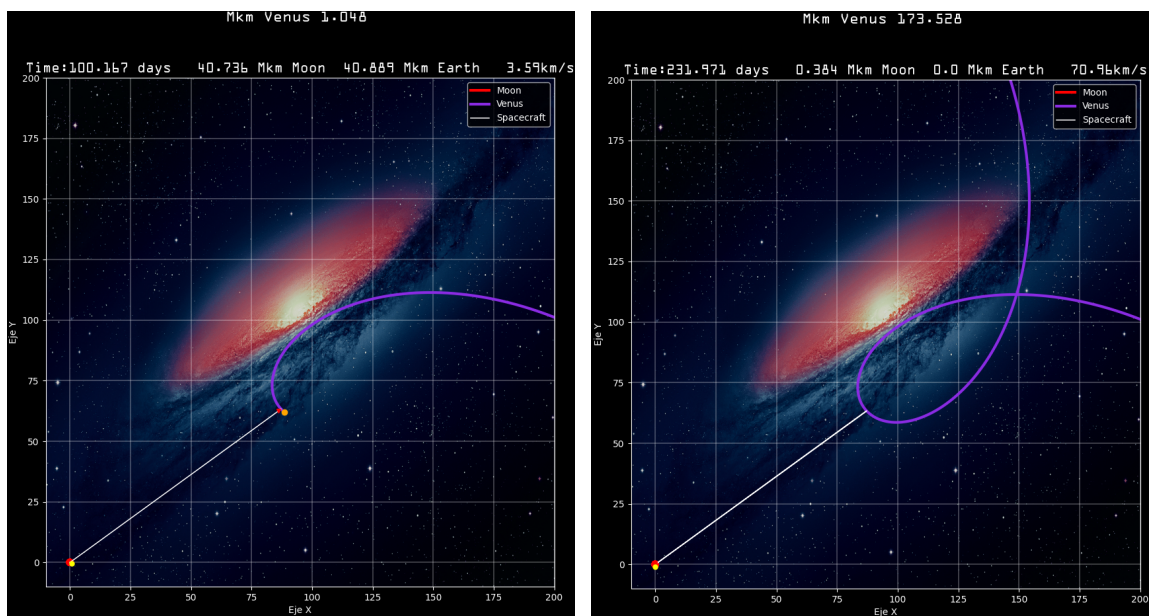 Mkm Venus 1.048
Time:100.167 days 40.736 Mkm Moon 40.889 Mkm Earth 3.59km/s
200
175
150
125
100
75
50
25
0
Eje Y
Moon
Venus
Spacecraft
0 25 50 75 100 125 150 175 200
Eje X
Mkm Venus 173.528
Time:231.971 days 0.384 Mkm Moon 0.0 Mkm Earth 70.96km/s
200
175
150
125
100
75
50
25
0
Eje Y
Moon
Venus
Spacecraft
0 25 50 75 100 125 150 175 200
Eje X